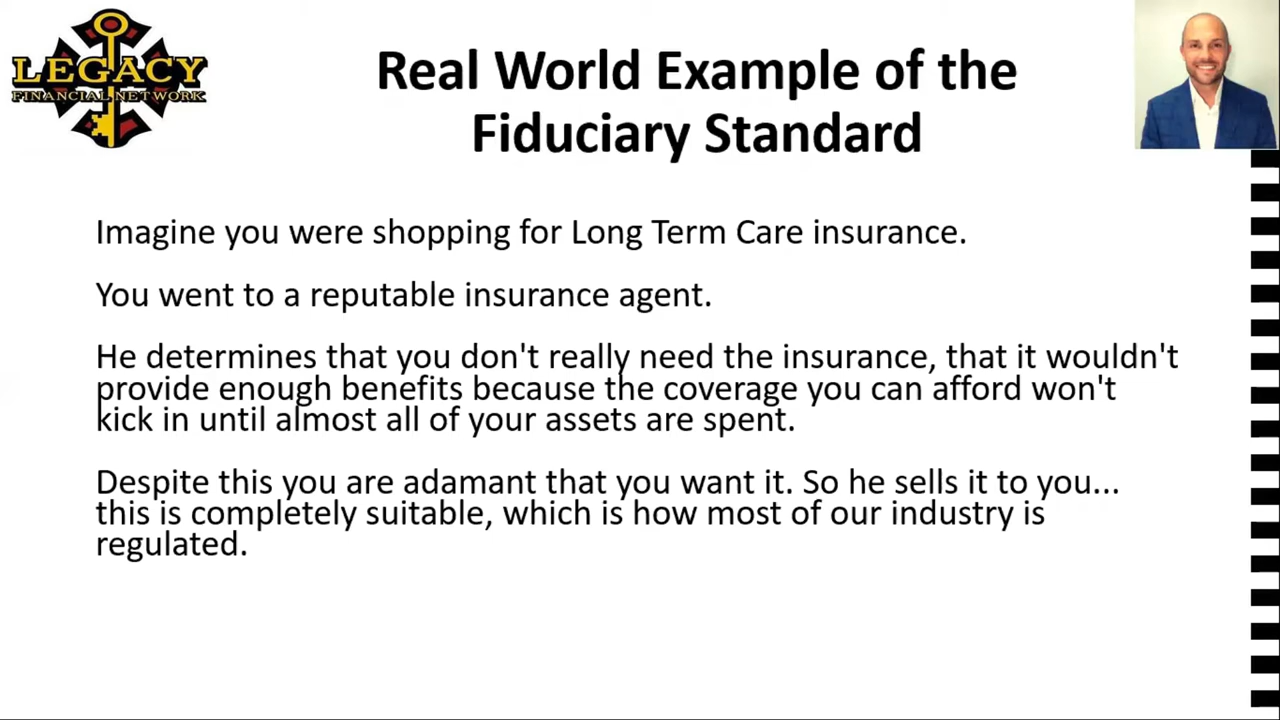 LEGACY
FINANCIAL NETWORK
Real World Example of the
Fiduciary Standard
Imagine you were shopping for Long Term Care insurance.
You went to a reputable insurance agent.
He determines that you don't really need the insurance, that it wouldn't
provide enough benefits because the coverage you can afford won't
kick in until almost all of your assets are spent.
Despite this you are adamant that you want it. So he sells it to you...
this is completely suitable, which is how most of our industry is
regulated.